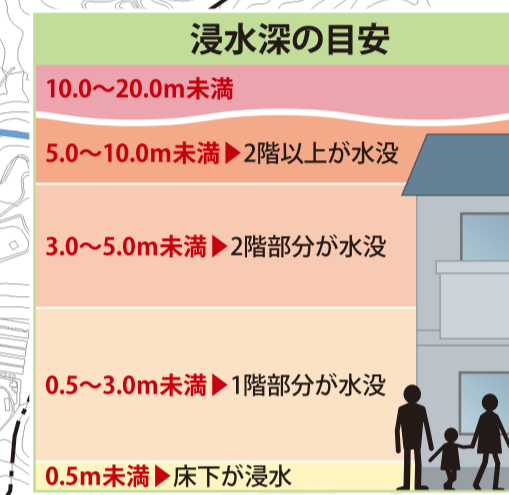 浸水深の目安
10.0～20.0m未満
5.0～10.0m未満▶2階以上が水没
3.0～5.0m未満▶2階部分が水没
0.5～3.0m未満▶1階部分が水没
0.5m未満▶床下が浸水